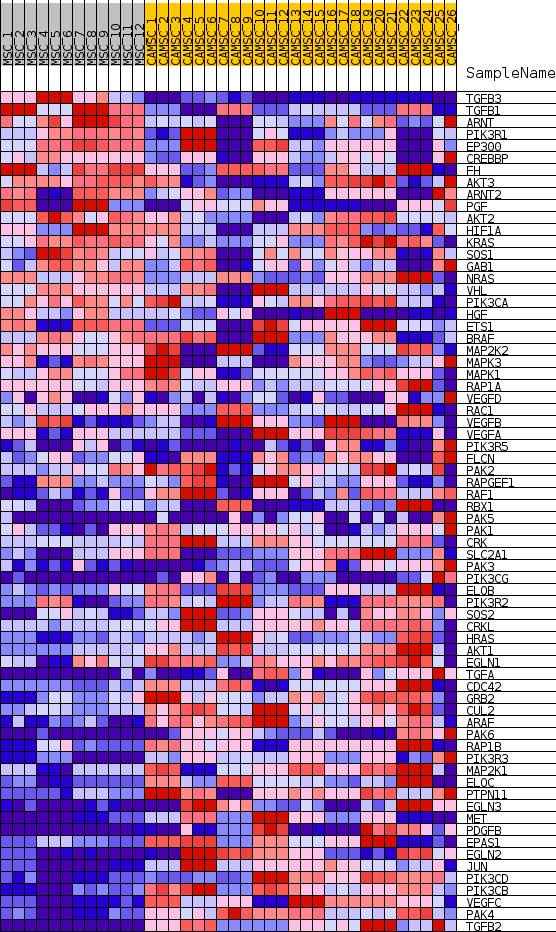 MSC_1
MSC_2
MSC_3
MSC_4
MSC_5
MSC_6
MSC_7
MSC_8
MSC_9
MSC_10
MSC_11
MSC_12
CAMSC_1
CAMSC_2
CAMSC_3
CAMSC_4
CAMSC_5
CAMSC_6
CAMSC_7
CAMSC_8
CAMSC_9
CAMSC_10
CAMSC_11
CAMSC_12
CAMSC_13
CAMSC_14
CAMSC_15
CAMSC_16
CAMSC_17
CAMSC_18
CAMSC_19
CAMSC_20
CAMSC_21
CAMSC_22
CAMSC_23
CAMSC_24
CAMSC_25
CAMSC_26
SampleName
TGFB3
TGFB1
ARNT
PIK3R1
EP300
CREBBP
FH
AKT3
ARNT2
PGF
AKT2
HIF1A
KRAS
SOS1
GAB1
NRAS
VHL
PIK3CA
HGF
ETS1
BRAF
MAP2K2
MAPK3
MAPK1
RAP1A
VEGFD
RAC1
VEGFB
VEGFA
PIK3R5
FLCN
PAK2
RAPGEF1
RAF1
RBX1
PAK5
PAK1
CRK
SLC2A1
PAK3
PIK3CG
ELOB
PIK3R2
SOS2
CRKL
HRAS
AKT1
EGLN1
TGFA
CDC42
GRB2
CUL2
ARAF
PAK6
RAP1B
PIK3R3
MAP2K1
ELOC
PTPN11
EGLN3
MET
PDGFB
EPAS1
EGLN2
JUN
PIK3CD
PIK3CB
VEGFC
PAK4
TGFB2